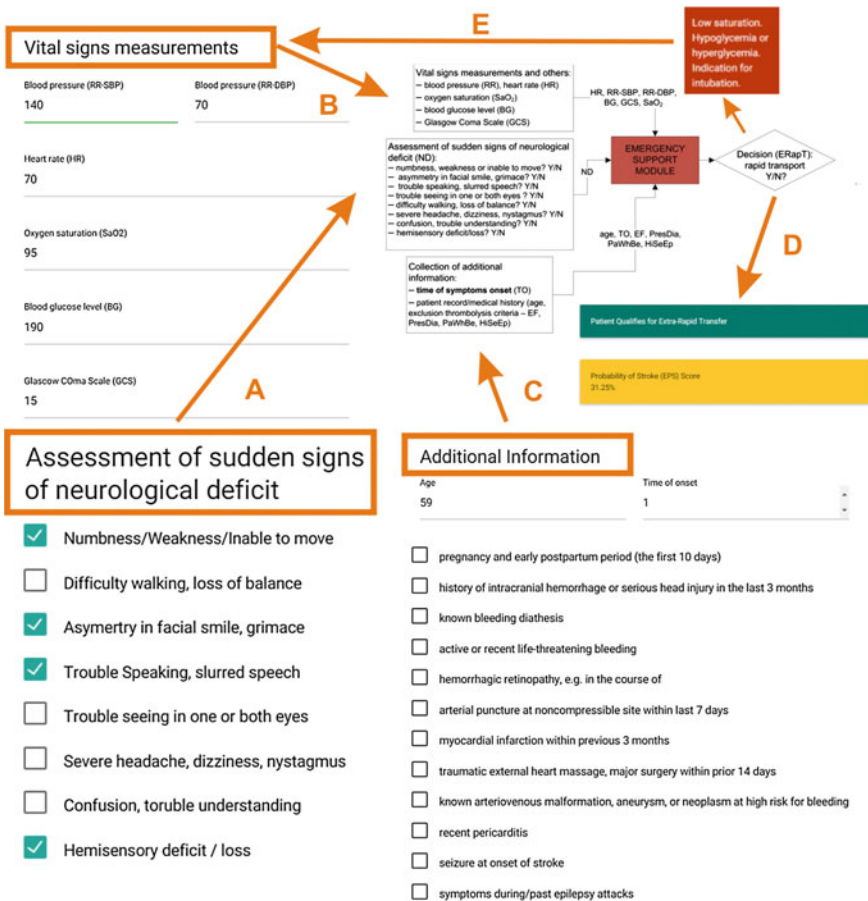 E
Low saturation.
Hypoglycemia or
hyperglycemia.
Indication for
intubation.
Vital signs measurements
Blood pressure (RR-SBP)
140
Blood pressure (RR-DBP)
70
B
Heart rate (HR)
70
Oxygen saturation (SaO2)
95
Blood glucose level (BG)
190
Glascow COma Scale (GCS)
15
Vital signs measurements and others:
– blood pressure (RR), heart rate (HR)
– oxygen saturation (SaO₂)
– blood glucose level (BG)
– Glasgow Coma Scale (GCS)
HR, RR-SBP, RR-DBP,
BG, GCS, SaO₂
Assessment of sudden signs of neurological
deficit (ND):
– numbness, weakness or inable to move? Y/N
– asymmetry in facial smile, grimace? Y/N
– trouble speaking, slurred speech? Y/N
– trouble seeing in one or both eyes ? Y/N
– difficulty walking, loss of balance? Y/N
– severe headache, dizziness, nystagmus? Y/N
– confusion, trouble understanding? Y/N
– hemisensory deficit/loss? Y/N
ND
EMERGENCY
SUPPORT
MODULE
Decision (ERapT):
rapid transport
Y/N?
age, TO, EF, PresDia,
PaWhBe, HiSeEp
Collection of additional
information:
– time of symptoms onset (TO)
– patient record/medical history (age,
exclusion thrombolysis criteria – EF,
PresDia, PaWhBe, HiSeEp)
D
Patient Qualifies for Extra-Rapid Transfer
Probability of Stroke (EPS) Score
31.25%
A
C
Assessment of sudden signs
of neurological deficit
Numbness/Weakness/Inable to move
Difficulty walking, loss of balance
Asymertry in facial smile, grimace
Trouble Speaking, slurred speech
Trouble seeing in one or both eyes
Severe headache, dizziness, nystagmus
Confusion, toruble understanding
Hemisensory deficit / loss
Additional Information
Age
59
Time of onset
1
pregnancy and early postpartum period (the first 10 days)
history of intracranial hemorrhage or serious head injury in the last 3 months
known bleeding diathesis
active or recent life-threatening bleeding
hemorrhagic retinopathy, e.g. in the course of
arterial puncture at noncompressible site within last 7 days
myocardial infarction within previous 3 months
traumatic external heart massage, major surgery within prior 14 days
known arteriovenous malformation, aneurysm, or neoplasm at high risk for bleeding
recent pericarditis
seizure at onset of stroke
symptoms during/past epilepsy attacks